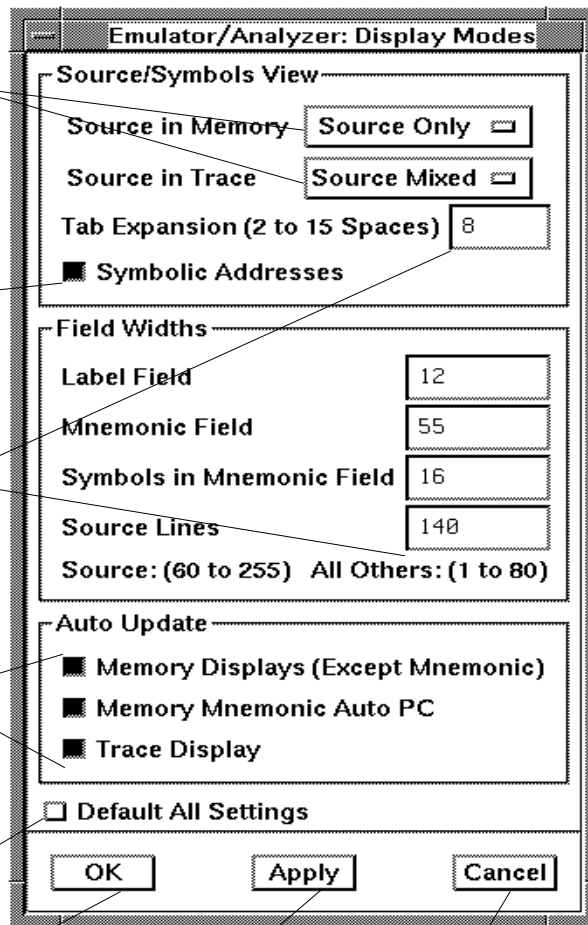 Emulator/Analyzer: Display Modes
Source/Symbols View
Source in Memory Source Only
Source in Trace Source Mixed
Tab Expansion (2 to 15 Spaces) 8
Symbolic Addresses
Field Widths
Label Field 12
Mnemonic Field 55
Symbols in Mnemonic Field 16
Source Lines 140
Source: (60 to 255) All Others: (1 to 80)
Auto Update
Memory Displays (Except Mnemonic)
Memory Mnemonic Auto PC
Trace Display
Default All Settings
OK Apply Cancel